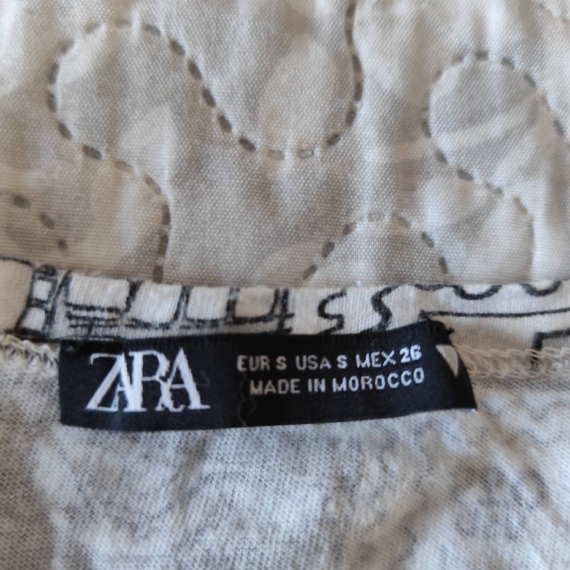 ZARA
EUR S USA S MEX 26
MADE IN MOROCCO